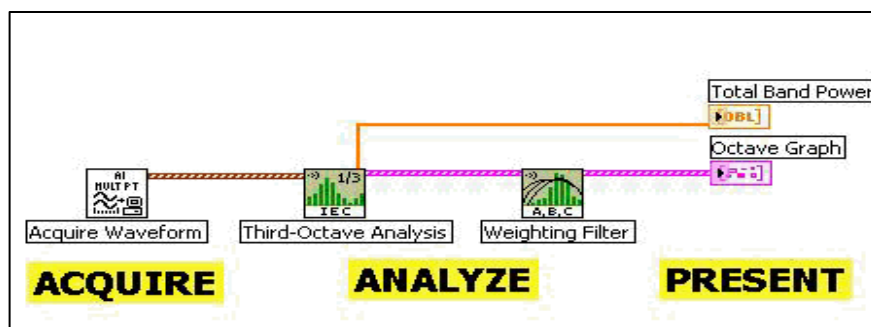 Total Band Power
[DBL]
Octave Graph
AI
MULT PT
1/3
IEC
A,B,C
Acquire Waveform
Third-Octave Analysis
Weighting Filter
ACQUIRE
ANALYZE
PRESENT